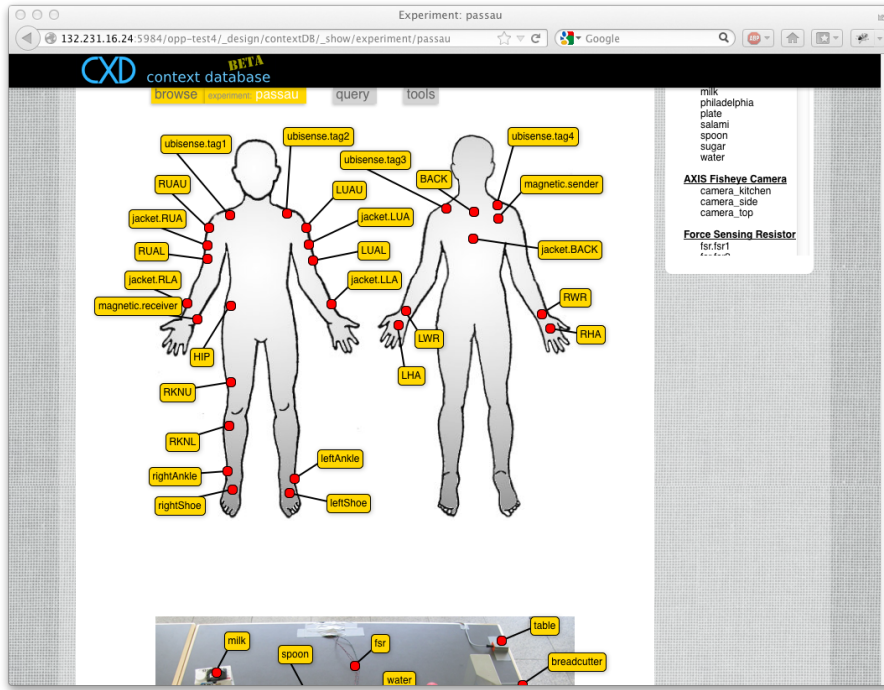 Experiment: passau
132.231.16.24:5984/opp-test4/_design/contextDB/_show/experiment/passau
Google
ABP
CXD context database BETA
browse experiment: passau query tools
milk
philadelphia
plate
salami
spoon
sugar
water
AXIS Fisheye Camera
camera_kitchen
camera_side
camera_top
Force Sensing Resistor
fsr.fsr1
ubisense.tag1
ubisense.tag2
RUAU
LUAU
jacket.RUA
jacket.LUA
RUAL
LUAL
jacket.RLA
jacket.LLA
magnetic.receiver
HIP
RKNU
RKNL
rightAnkle
leftAnkle
rightShoe
leftShoe
ubisense.tag3
ubisense.tag4
BACK
magnetic.sender
jacket.BACK
RWR
LWR
RHA
LHA
table
milk
fsr
spoon
breadcutter
water